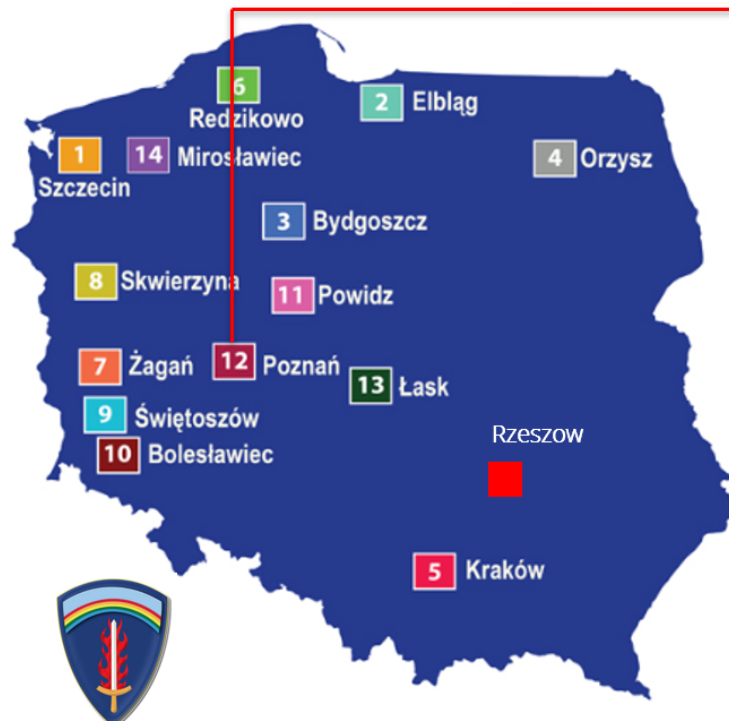 6
Redzikowo
2 Elbląg
1
Szczecin
14 Mirosławiec
4 Orzysz
3 Bydgoszcz
8 Skwierzyna
11 Powidz
7 Żagań
12 Poznań
13 Łask
9 Świętoszów
10 Bolesławiec
Rzeszow
5 Kraków